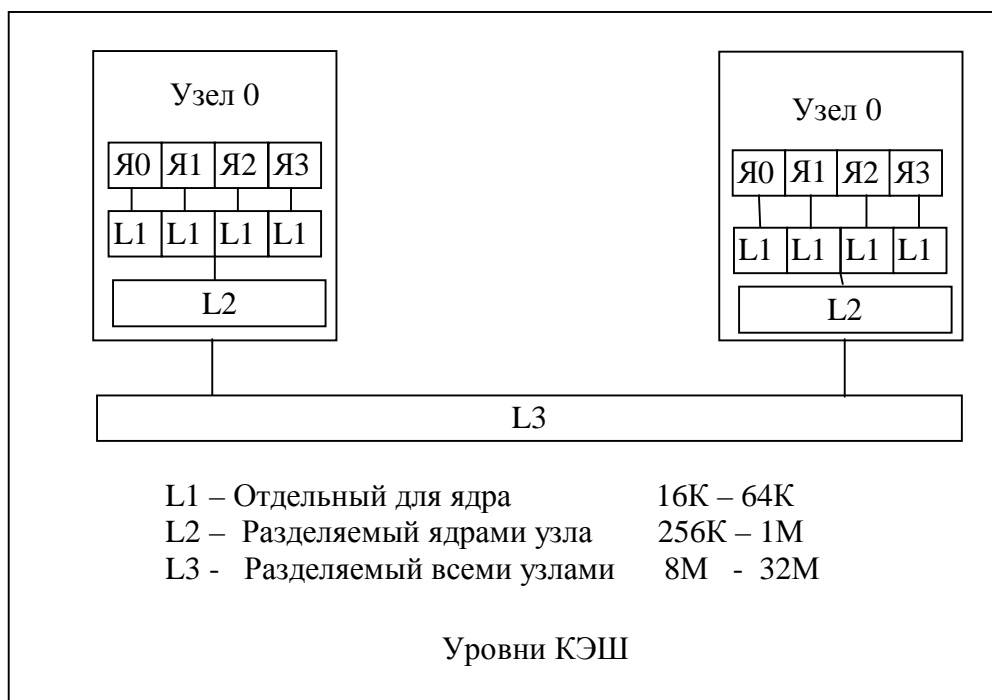 Узел 0
Я0 Я1 Я2 Я3
L1 L1 L1 L1
L2
Узел 0
Я0 Я1 Я2 Я3
L1 L1 L1 L1
L2
L3
L1 – Отдельный для ядра 16К – 64К
L2 – Разделяемый ядрами узла 256К – 1М
L3 - Разделяемый всеми узлами 8М - 32М
Уровни КЭШ